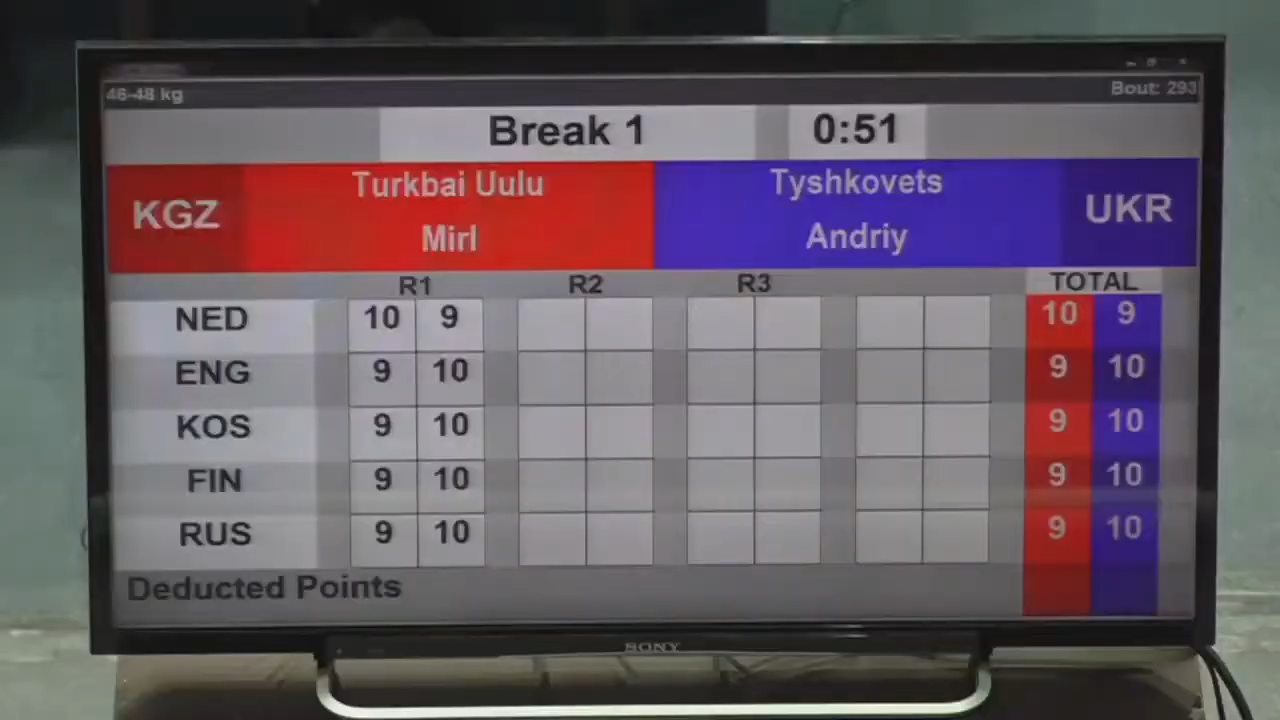 46-48 kg Bout: 293
Break 1 0:51
KGZ Turkbai Uulu Mirl Tyshkovets Andriy UKR
R1 R2 R3 TOTAL
NED 10 9 10 9
ENG 9 10 9 10
KOS 9 10 9 10
FIN 9 10 9 10
RUS 9 10 9 10
Deducted Points
SONY